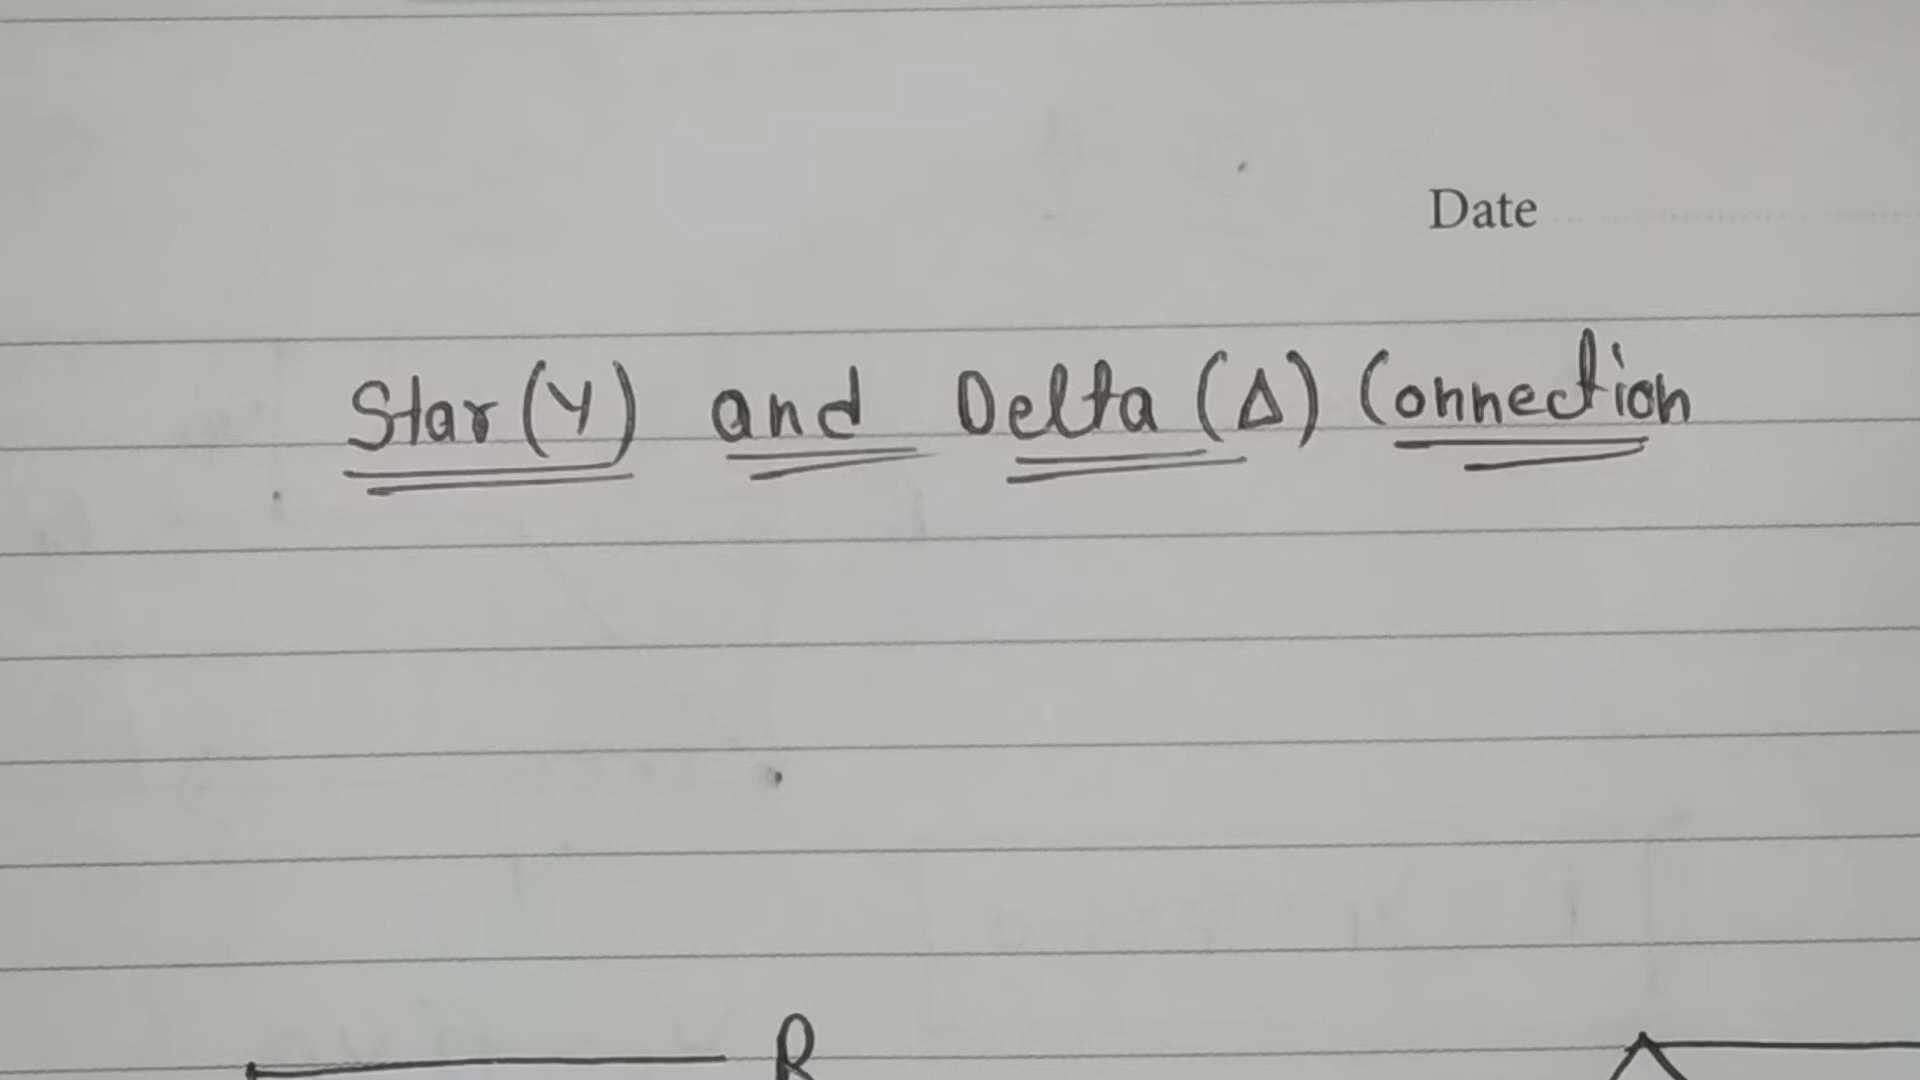 Date
Star (Y) and Delta (Δ) Connection
R